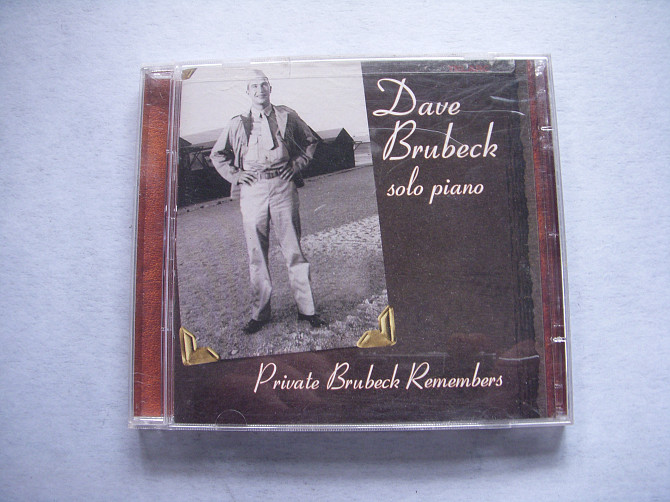 Dave
Brubeck
solo piano
Private Brubeck Remembers